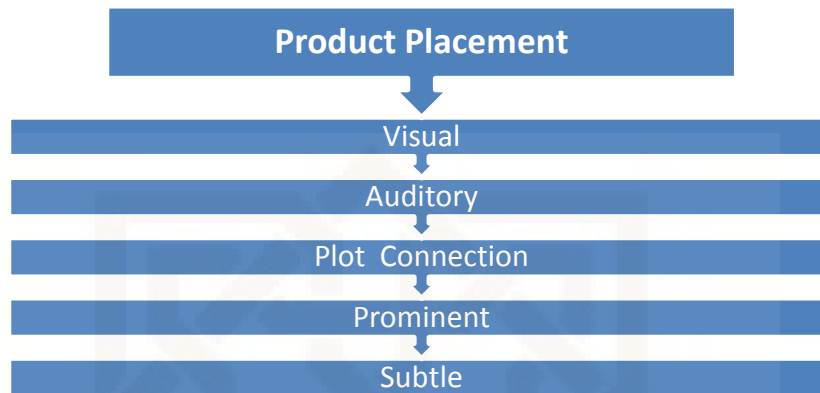 Product Placement
Visual
Auditory
Plot Connection
Prominent
Subtle